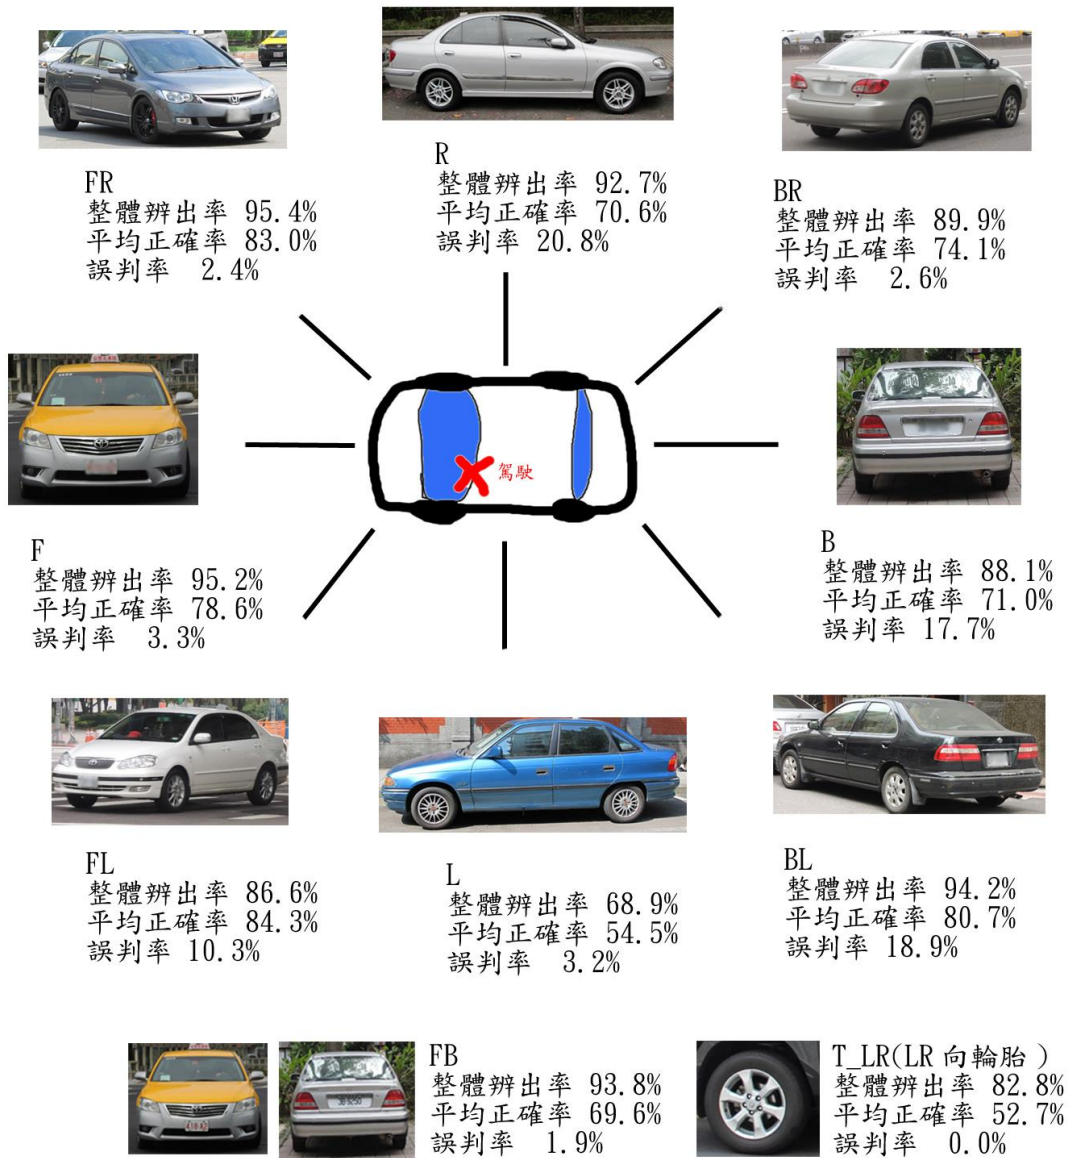 FR
整體辨出率 95.4%
平均正確率 83.0%
誤判率 2.4%
R
整體辨出率 92.7%
平均正確率 70.6%
誤判率 20.8%
BR
整體辨出率 89.9%
平均正確率 74.1%
誤判率 2.6%
駕駛
F
整體辨出率 95.2%
平均正確率 78.6%
誤判率 3.3%
B
整體辨出率 88.1%
平均正確率 71.0%
誤判率 17.7%
FL
整體辨出率 86.6%
平均正確率 84.3%
誤判率 10.3%
L
整體辨出率 68.9%
平均正確率 54.5%
誤判率 3.2%
BL
整體辨出率 94.2%
平均正確率 80.7%
誤判率 18.9%
FB
整體辨出率 93.8%
平均正確率 69.6%
誤判率 1.9%
T_LR(LR 向輪胎)
整體辨出率 82.8%
平均正確率 52.7%
誤判率 0.0%